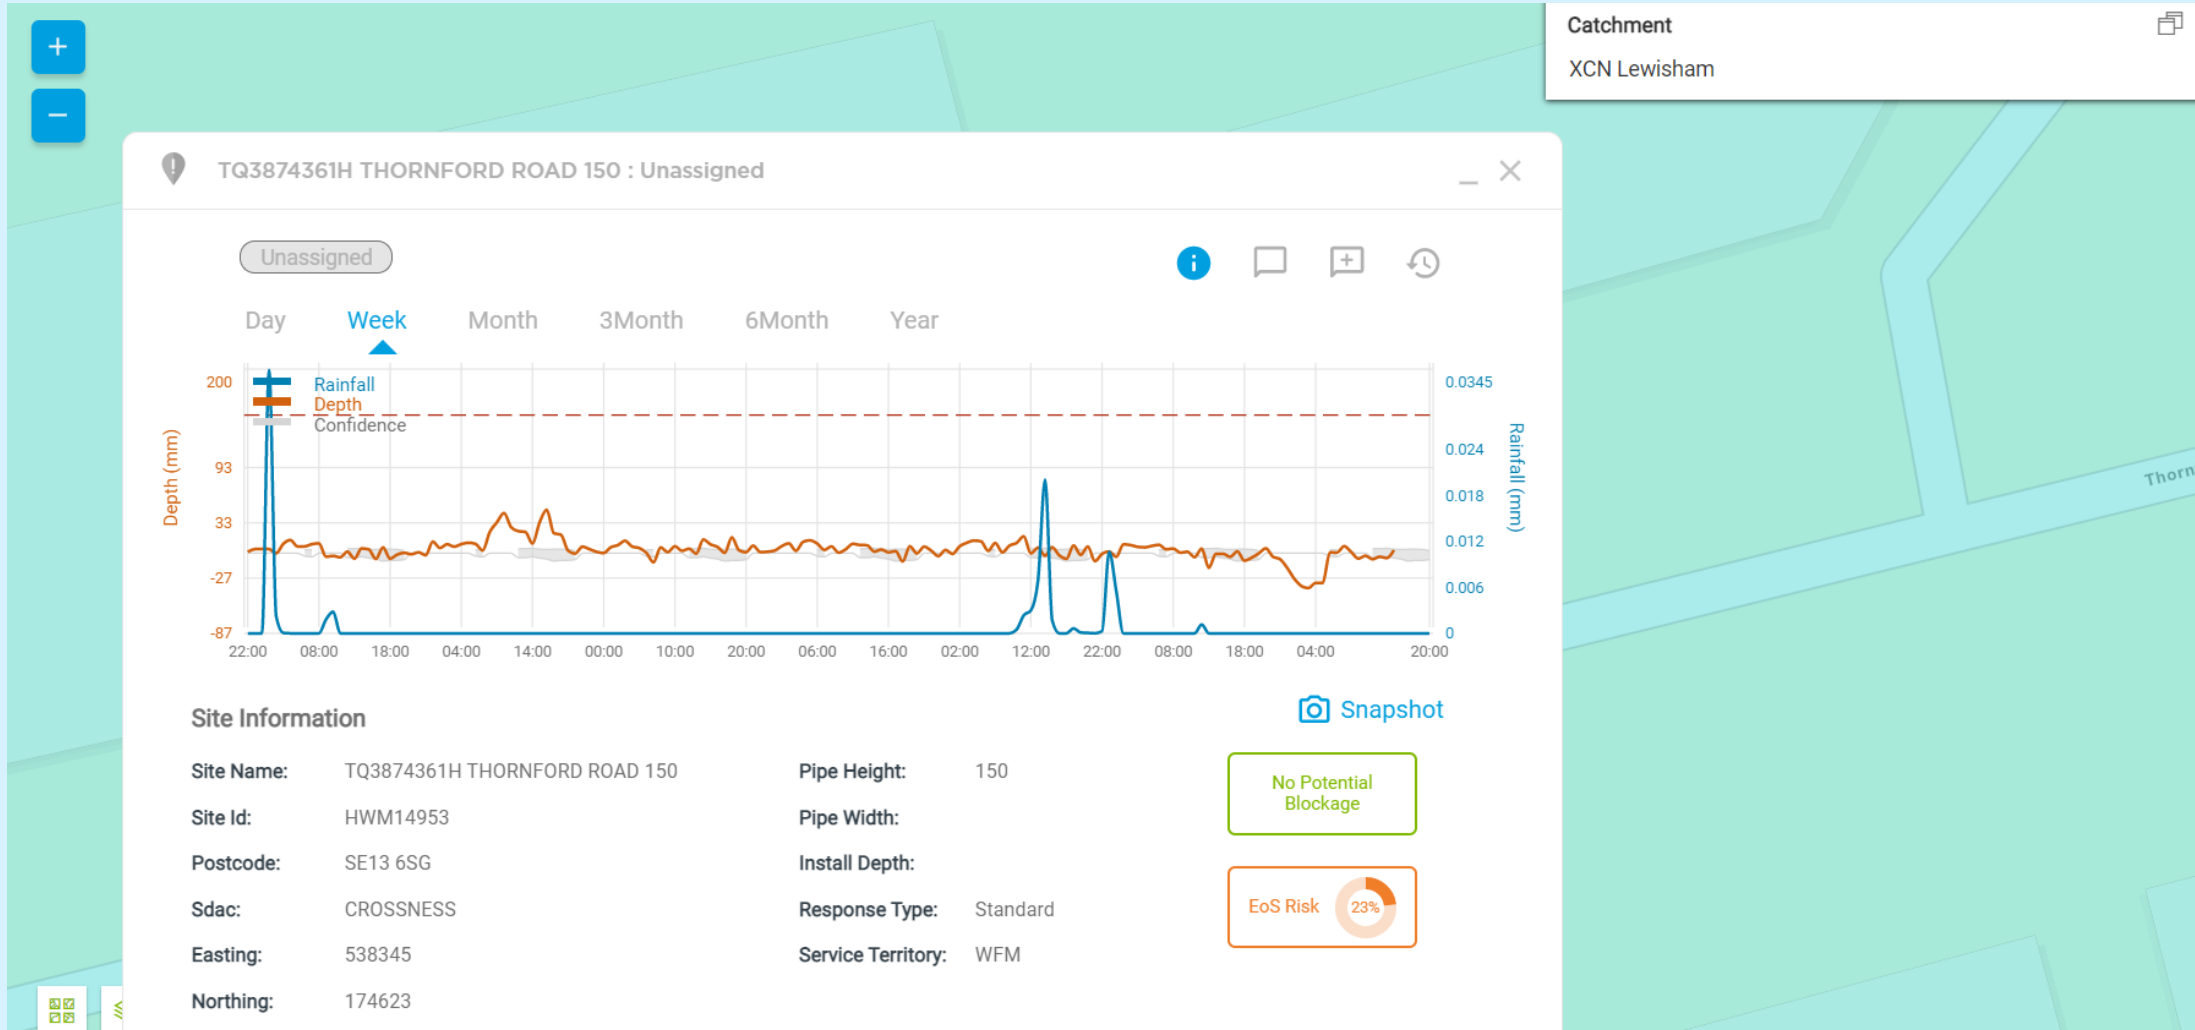 +
−
Catchment
XCN Lewisham
TQ3874361H THORNFORD ROAD 150 : Unassigned
Unassigned
Day Week Month 3Month 6Month Year
Rainfall
Depth
Confidence
Depth (mm)
200
93
33
-27
-87
0.0345
0.024
0.018
0.012
0.006
0
Rainfall (mm)
22:00 08:00 18:00 04:00 14:00 00:00 10:00 20:00 06:00 16:00 02:00 12:00 22:00 08:00 18:00 04:00 20:00
Thorn
Site Information
Snapshot
Site Name: TQ3874361H THORNFORD ROAD 150
Site Id: HWM14953
Postcode: SE13 6SG
Sdac: CROSSNESS
Easting: 538345
Northing: 174623
Pipe Height: 150
Pipe Width:
Install Depth:
Response Type: Standard
Service Territory: WFM
No Potential
Blockage
EoS Risk 23%